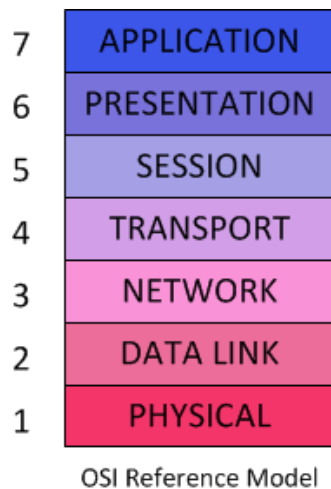 7 APPLICATION
6 PRESENTATION
5 SESSION
4 TRANSPORT
3 NETWORK
2 DATA LINK
1 PHYSICAL
OSI Reference Model